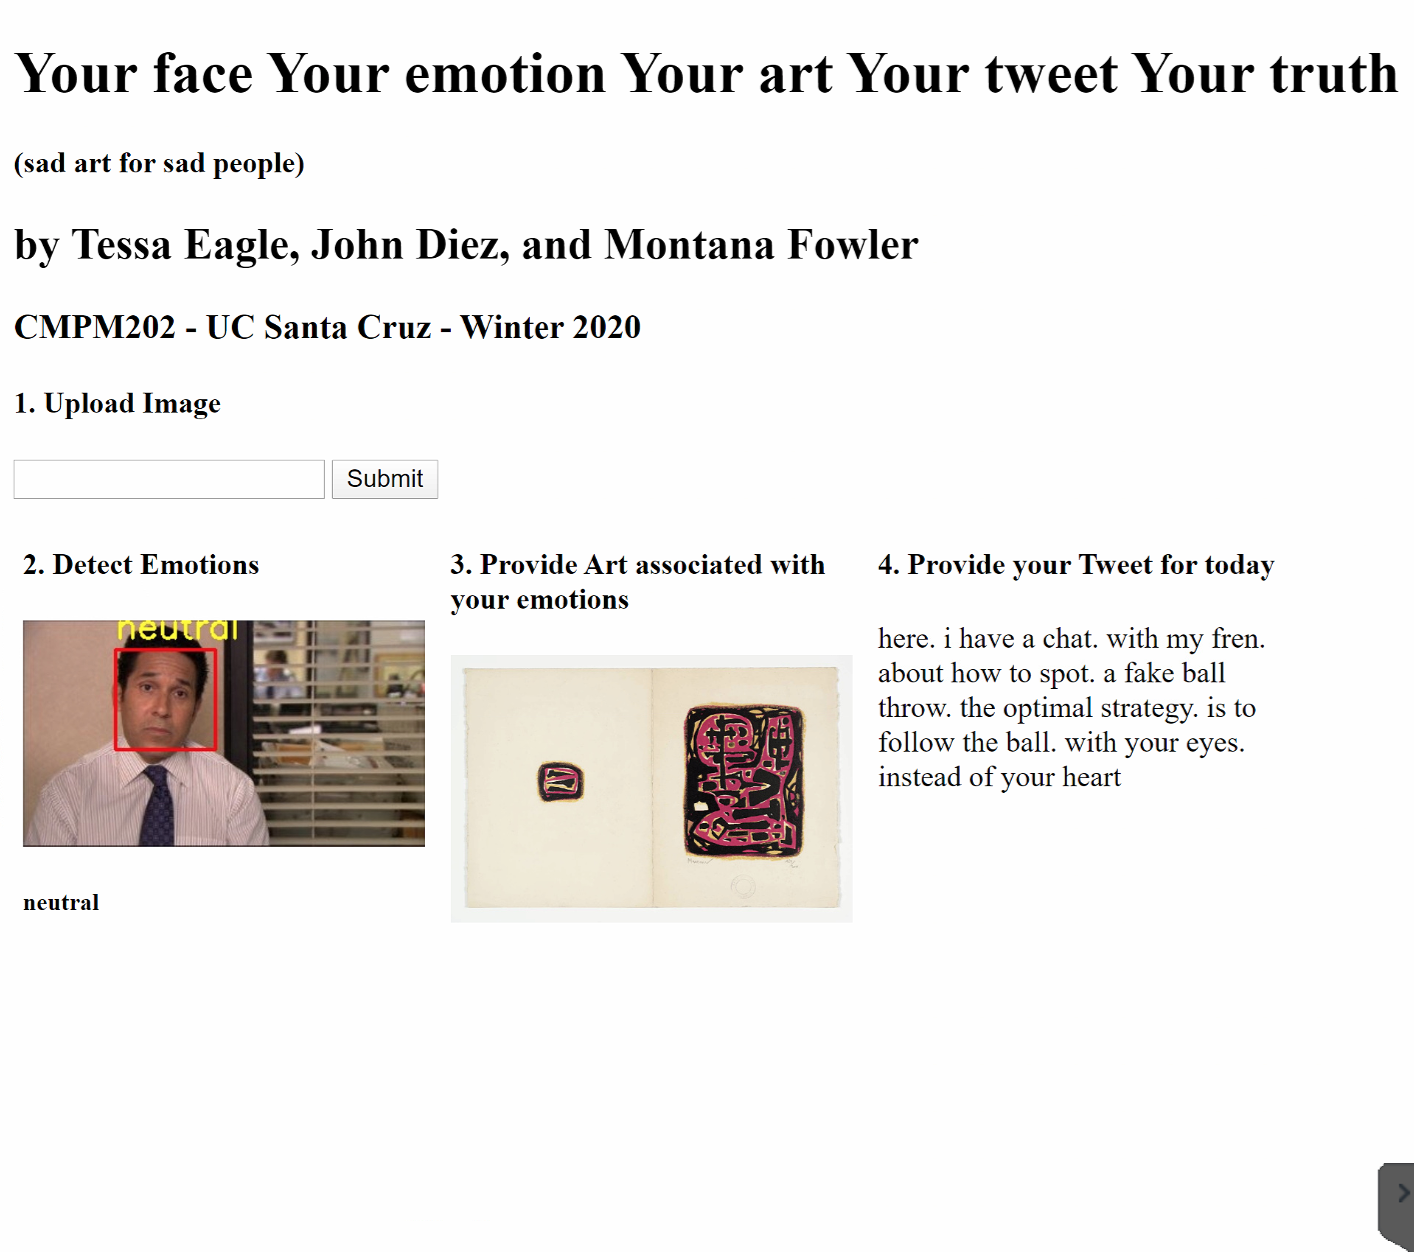 Your face Your emotion Your art Your tweet Your truth
(sad art for sad people)
by Tessa Eagle, John Diez, and Montana Fowler
CMPM202 - UC Santa Cruz - Winter 2020
1. Upload Image
Submit
2. Detect Emotions
neutral
neutral
3. Provide Art associated with
your emotions
4. Provide your Tweet for today
here. i have a chat. with my fren.
about how to spot. a fake ball
throw. the optimal strategy. is to
follow the ball. with your eyes.
instead of your heart